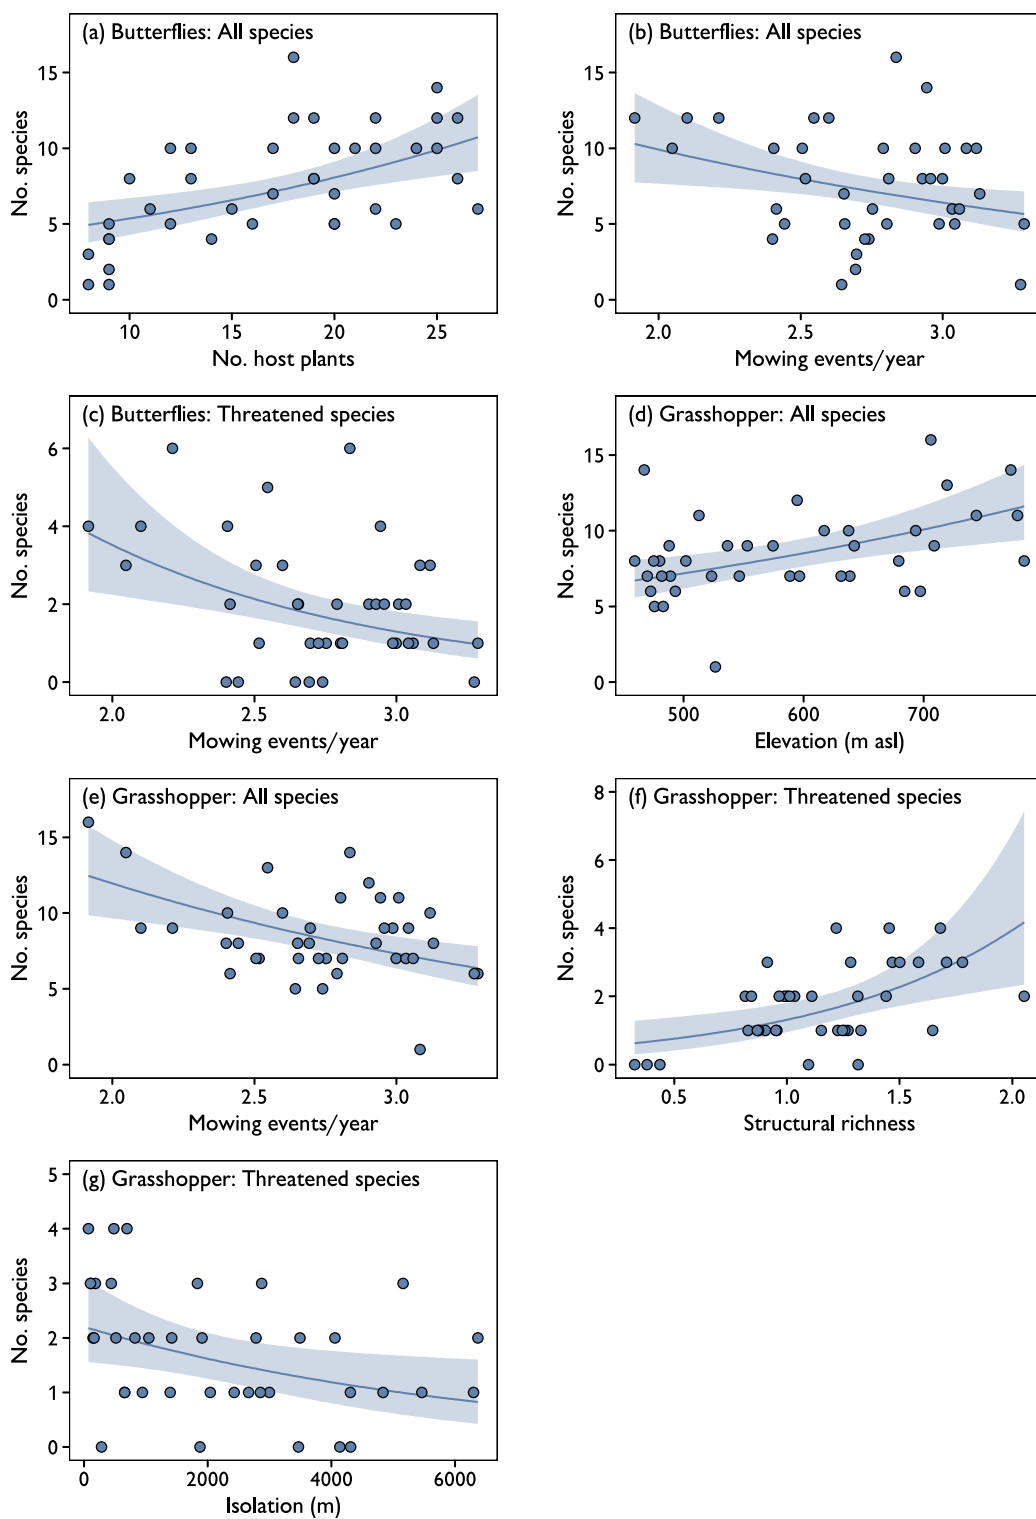 (a) Butterflies: All species
No. species
15
10
5
0
10
15
20
25
No. host plants
(b) Butterflies: All species
No. species
15
10
5
0
2.0
2.5
3.0
Mowing events/year
(c) Butterflies: Threatened species
No. species
6
4
2
0
2.0
2.5
3.0
Mowing events/year
(d) Grasshopper: All species
No. species
15
10
5
0
500
600
700
Elevation (m asl)
(e) Grasshopper: All species
No. species
15
10
5
0
2.0
2.5
3.0
Mowing events/year
(f) Grasshopper: Threatened species
No. species
8
6
4
2
0
0.5
1.0
1.5
2.0
Structural richness
(g) Grasshopper: Threatened species
No. species
5
4
3
2
1
0
0
2000
4000
6000
Isolation (m)